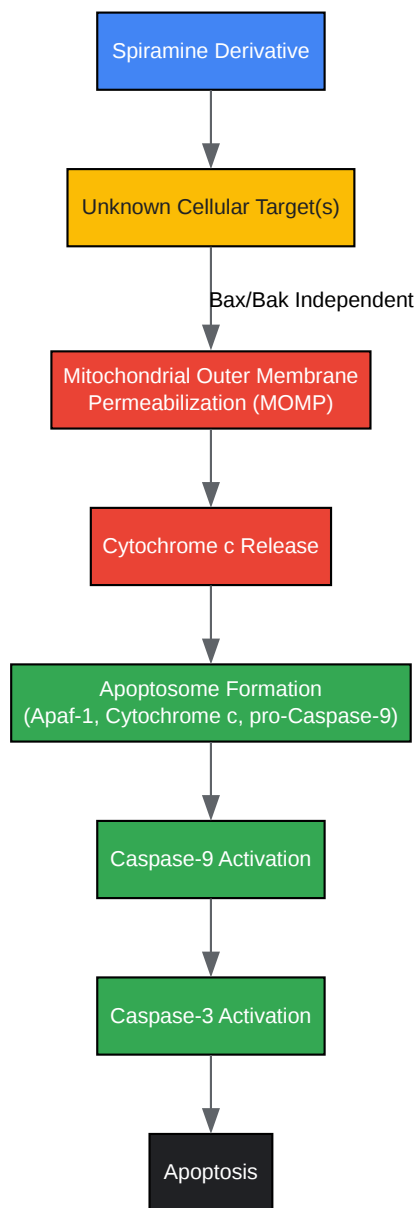 Spiramine Derivative
Unknown Cellular Target(s)
Bax/Bak Independent
Mitochondrial Outer Membrane
Permeabilization (MOMP)
Cytochrome c Release
Apoptosome Formation
(Apaf-1, Cytochrome c, pro-Caspase-9)
Caspase-9 Activation
Caspase-3 Activation
Apoptosis